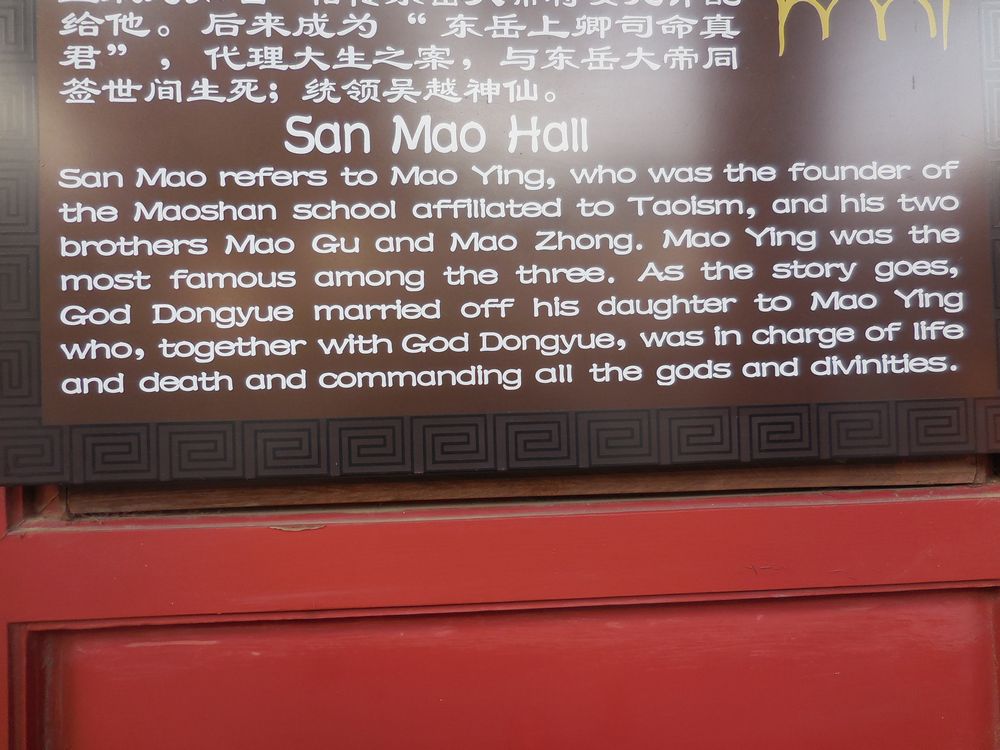 给他。后来成为“东岳上卿司命真
君”，代理大生之案，与东岳大帝同
签世间生死；统领吴越神仙。
San Mao Hall
San Mao refers to Mao Ying, who was the founder of
the Maoshan school affiliated to Taoism, and his two
brothers Mao Gu and Mao Zhong. Mao Ying was the
most famous among the three. As the story goes,
God Dongyue married off his daughter to Mao Ying
who, together with God Dongyue, was in charge of life
and death and commanding all the gods and divinities.